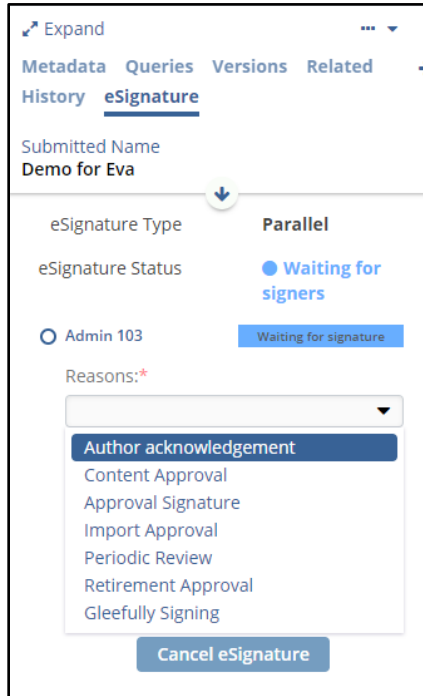 Expand
Metadata Queries Versions Related
History eSignature
Submitted Name
Demo for Eva
eSignature Type Parallel
eSignature Status Waiting for
signers
Admin 103 Waiting for signature
Reasons:*
Author acknowledgement
Content Approval
Approval Signature
Import Approval
Periodic Review
Retirement Approval
Gleefully Signing
Cancel eSignature